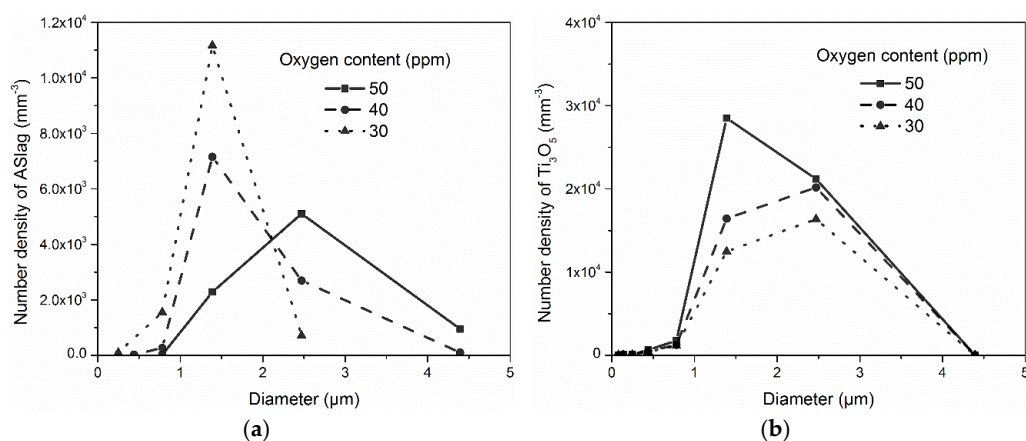 1.2x10⁴
1.0x10⁴
8.0x10³
6.0x10³
4.0x10³
2.0x10³
0.0
Number density of ASlag (mm⁻³)
Oxygen content (ppm)
50
40
30
0 1 2 3 4 5
Diameter (µm)
(a)
4x10⁴
3x10⁴
2x10⁴
1x10⁴
0
Number density of Ti₃O₅ (mm⁻³)
Oxygen content (ppm)
50
40
30
0 1 2 3 4 5
Diameter (µm)
(b)